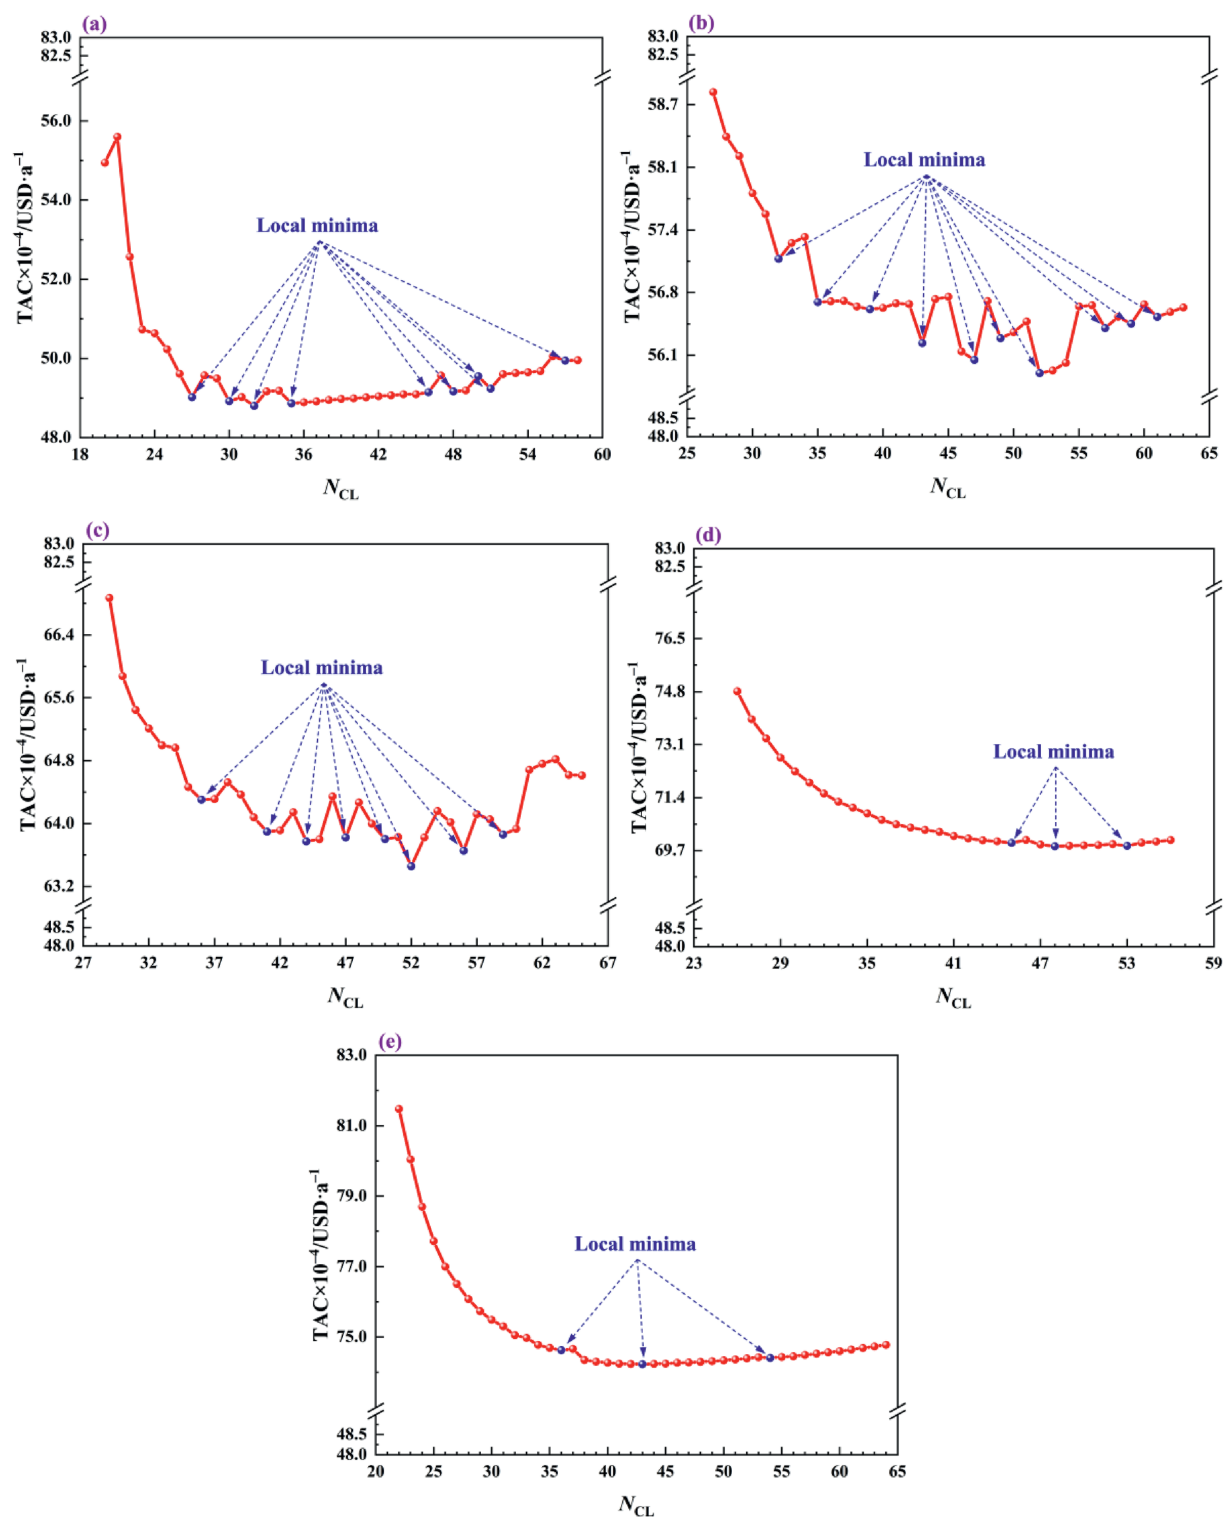 (a)
83.0
82.5
56.0
54.0
52.0
50.0
48.0
TAC×10⁻⁴/USD·a⁻¹
Local minima
18 24 30 36 42 48 54 60
N_CL
(b)
83.0
82.5
58.7
58.1
57.4
56.8
56.1
48.5
48.0
TAC×10⁻⁴/USD·a⁻¹
Local minima
25 30 35 40 45 50 55 60 65
N_CL
(c)
83.0
82.5
66.4
65.6
64.8
64.0
63.2
48.5
48.0
TAC×10⁻⁴/USD·a⁻¹
Local minima
27 32 37 42 47 52 57 62 67
N_CL
(d)
83.0
82.5
76.5
74.8
73.1
71.4
69.7
48.5
48.0
TAC×10⁻⁴/USD·a⁻¹
Local minima
23 29 35 41 47 53 59
N_CL
(e)
83.0
81.0
79.0
77.0
75.0
48.5
48.0
TAC×10⁻⁴/USD·a⁻¹
Local minima
20 25 30 35 40 45 50 55 60 65
N_CL